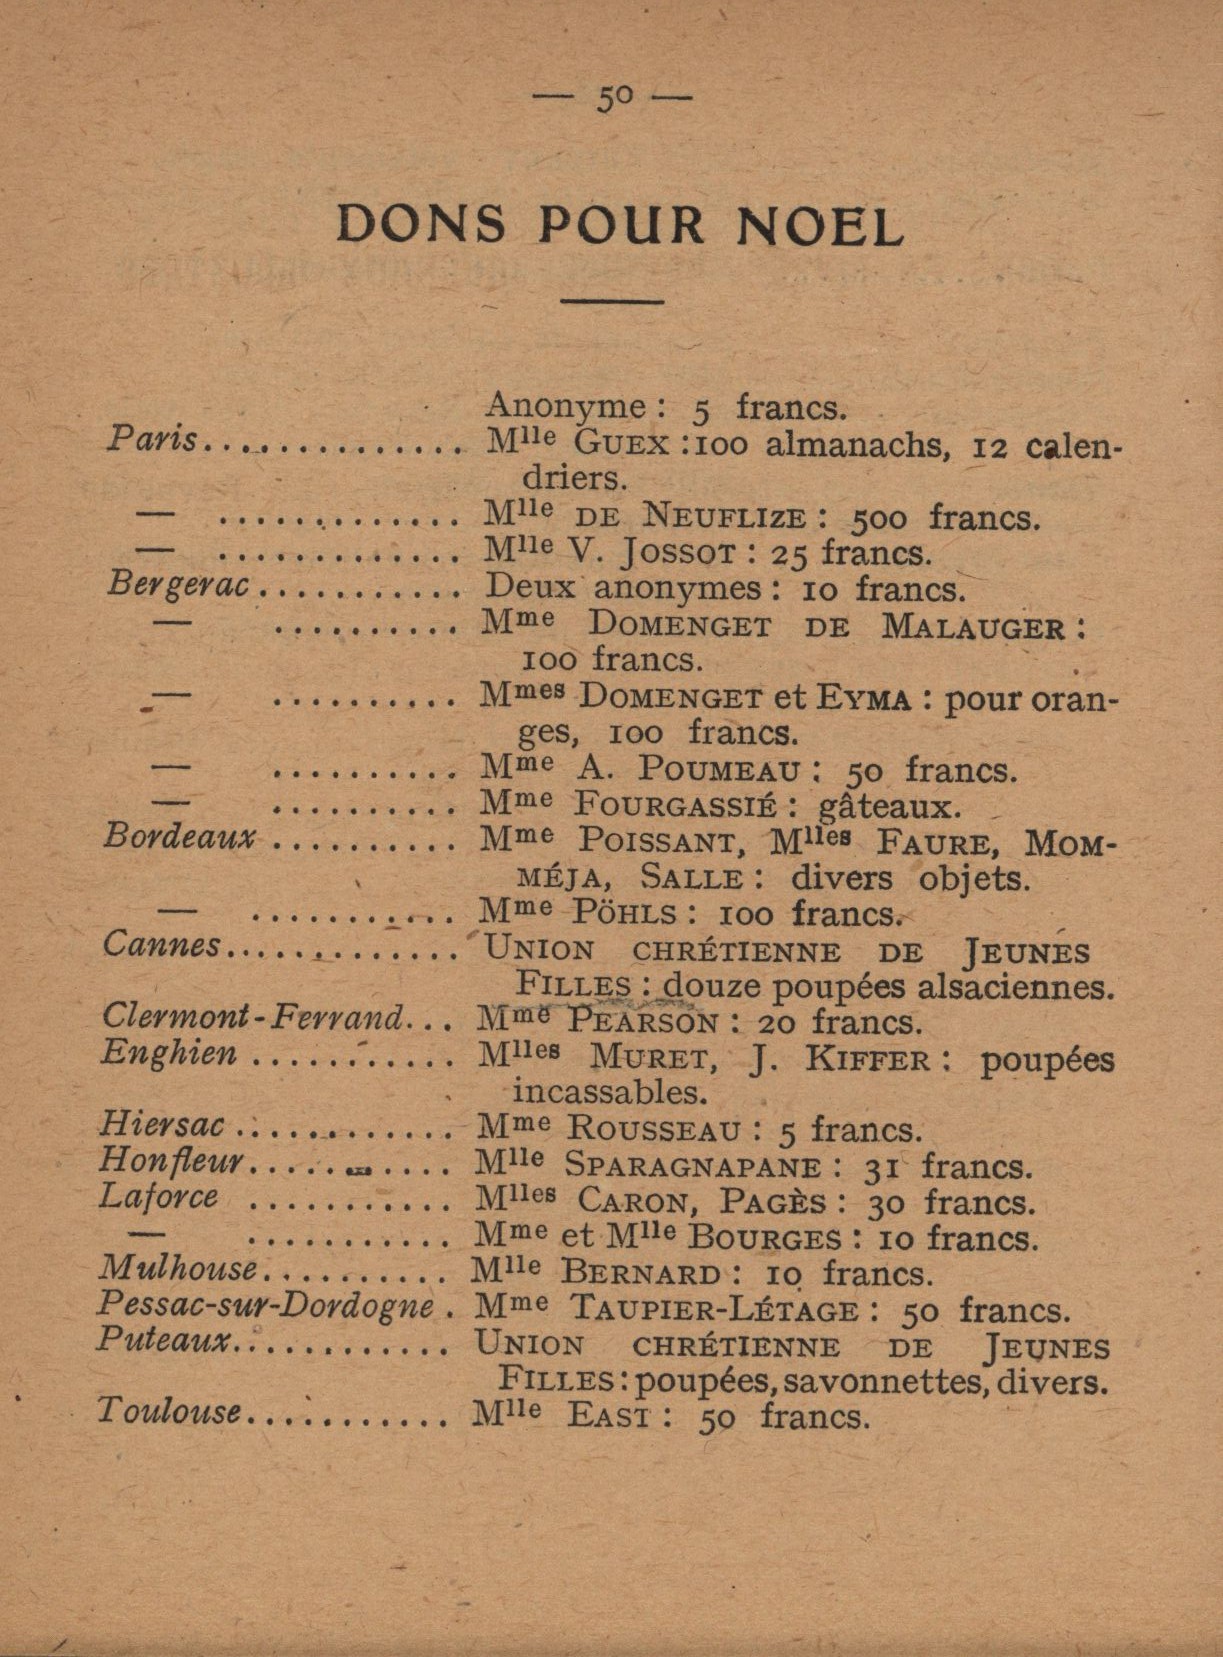 — 50 —
DONS POUR NOEL
Anonyme : 5 francs.
Paris.............. Mlle GUEX : 100 almanachs, 12 calen-
driers.
— ............. Mlle DE NEUFLIZE : 500 francs.
— ............. Mlle V. JOSSOT : 25 francs.
Bergerac........... Deux anonymes : 10 francs.
— .......... Mme DOMENGET DE MALAUGER :
100 francs.
— .......... Mmes DOMENGET et EYMA : pour oran-
ges, 100 francs.
— .......... Mme A. POUMEAU : 50 francs.
— .......... Mme FOURGASSIÉ : gâteaux.
Bordeaux .......... Mme POISSANT, Mlles FAURE, MOM-
MÉJA, SALLE : divers objets.
— ........... Mme PÖHLS : 100 francs.
Cannes............. UNION CHRÉTIENNE DE JEUNES
FILLES : douze poupées alsaciennes.
Clermont-Ferrand... Mme PEARSON : 20 francs.
Enghien ........... Mlles MURET, J. KIFFER : poupées
incassables.
Hiersac ............ Mme ROUSSEAU : 5 francs.
Honfleur........... Mlle SPARAGNAPANE : 31 francs.
Laforce ........... Mlles CARON, PAGÈS : 30 francs.
— ........... Mme et Mlle BOURGES : 10 francs.
Mulhouse.......... Mlle BERNARD : 10 francs.
Pessac-sur-Dordogne . Mme TAUPIER-LÉTAGE : 50 francs.
Puteaux............ UNION CHRÉTIENNE DE JEUNES
FILLES : poupées, savonnettes, divers.
Toulouse........... Mlle EAST : 50 francs.